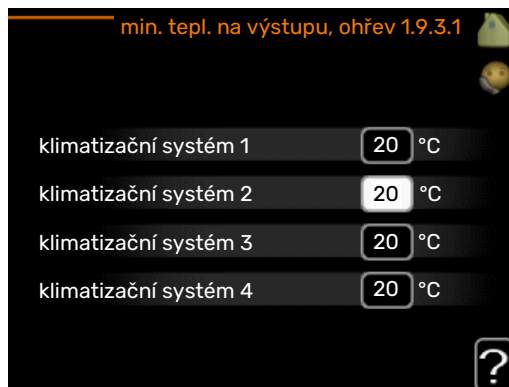 min. tepl. na výstupu, ohřev 1.9.3.1
klimatizační systém 1 20 °C
klimatizační systém 2 20 °C
klimatizační systém 3 20 °C
klimatizační systém 4 20 °C
?